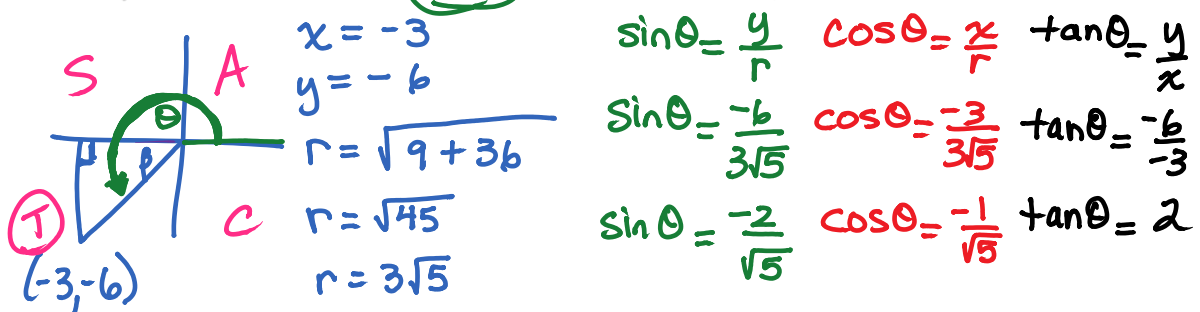 S A
θ
β
T C
(-3,-6)
x = -3
y = -6
r = √9 + 36
r = √45
r = 3√5
sinθ = y/r
sinθ = -6/3√5
sinθ = -2/√5
cosθ = x/r
cosθ = -3/3√5
cosθ = -1/√5
tanθ = y/x
tanθ = -6/-3
tanθ = 2